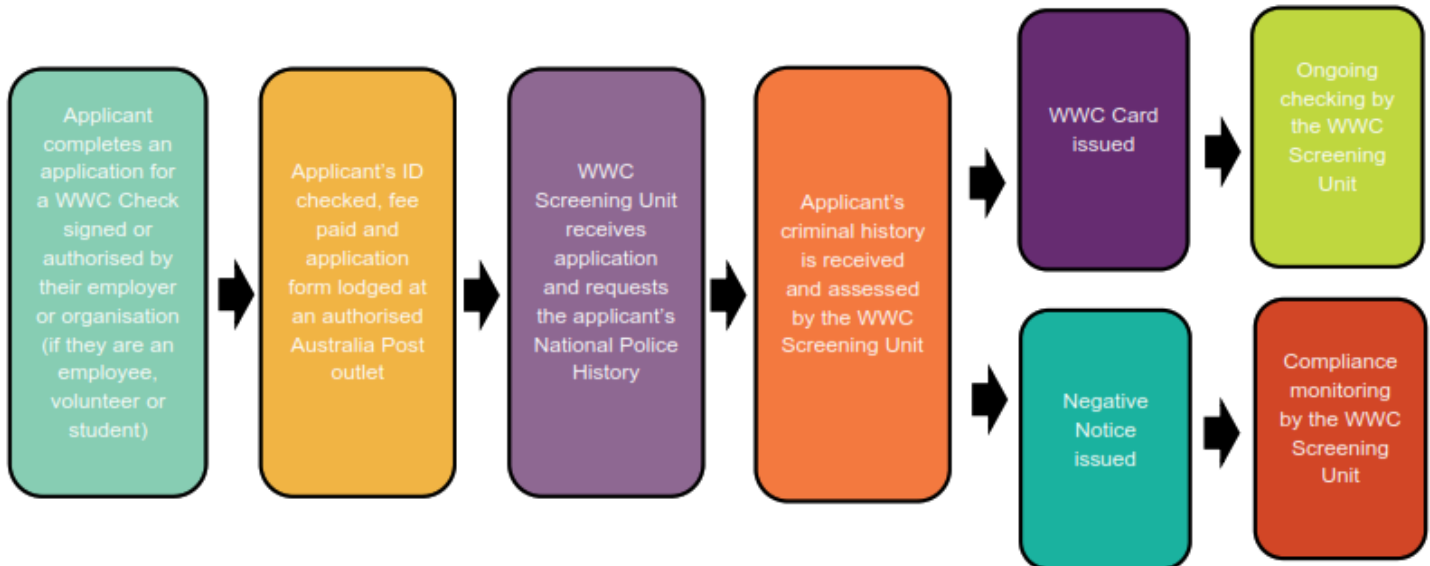 Applicant
completes an
application for
a WWC Check
signed or
authorised by
their employer
or organisation
(if they are an
employee,
volunteer or
student)
Applicant's ID
checked, fee
paid and
application
form lodged at
an authorised
Australia Post
outlet
WWC
Screening Unit
receives
application
and requests
the applicant's
National Police
History
Applicant's
criminal history
is received
and assessed
by the WWC
Screening Unit
WWC Card
issued
Ongoing
checking by
the WWC
Screening
Unit
Negative
Notice
issued
Compliance
monitoring
by the WWC
Screening
Unit